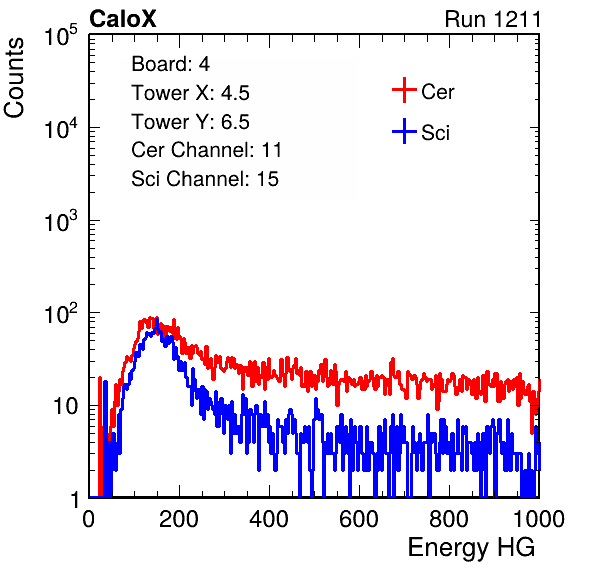 CaloX Run 1211
Counts
10^5
10^4
10^3
10^2
10
1
Board: 4
Tower X: 4.5
Tower Y: 6.5
Cer Channel: 11
Sci Channel: 15
Cer
Sci
0 200 400 600 800 1000
Energy HG